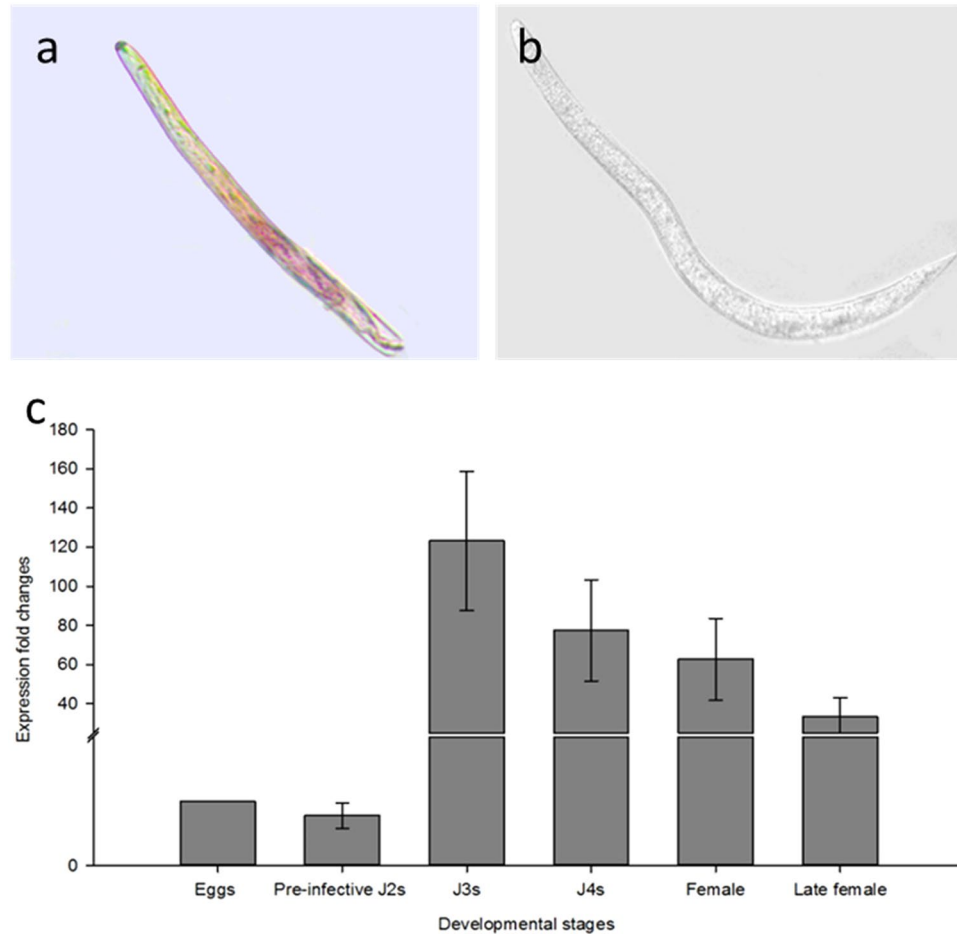 a
b
c
180
160
140
120
100
80
60
40
0
Expression fold changes
Eggs Pre-infective J2s J3s J4s Female Late female
Developmental stages